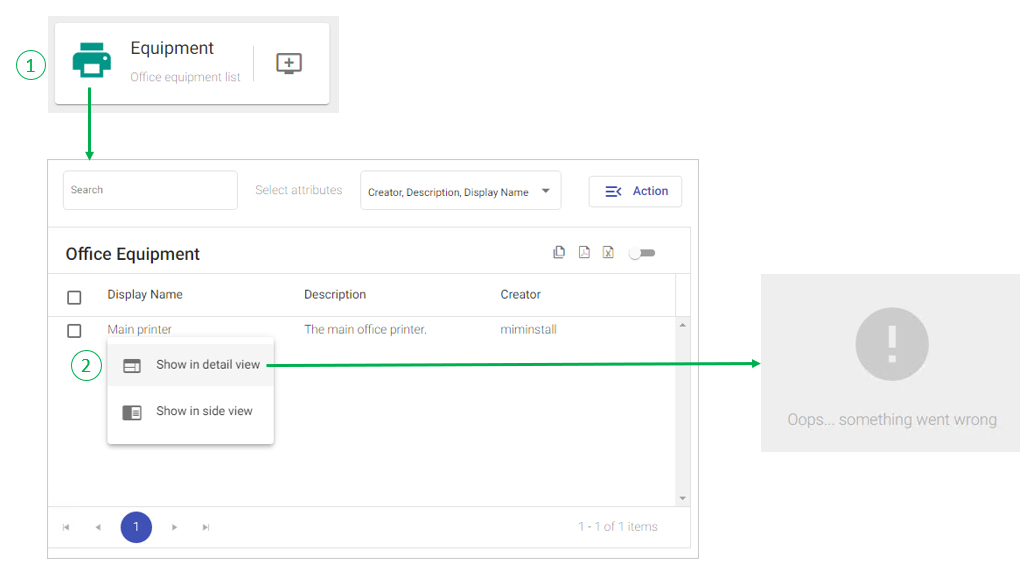 1
Equipment
Office equipment list
Search
Select attributes
Creator, Description, Display Name
Action
Office Equipment
Display Name
Description
Creator
Main printer
The main office printer.
miminstall
2
Show in detail view
Show in side view
Oops... something went wrong
1
1 - 1 of 1 items